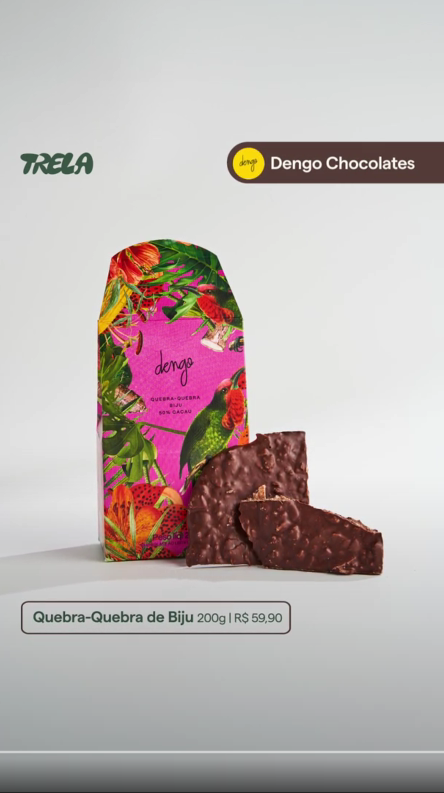 TRELA
dengo
Dengo Chocolates
dengo
QUEBRA-QUEBRA
BIJU
50% CACAU
Quebra-Quebra de Biju 200g | R$ 59,90